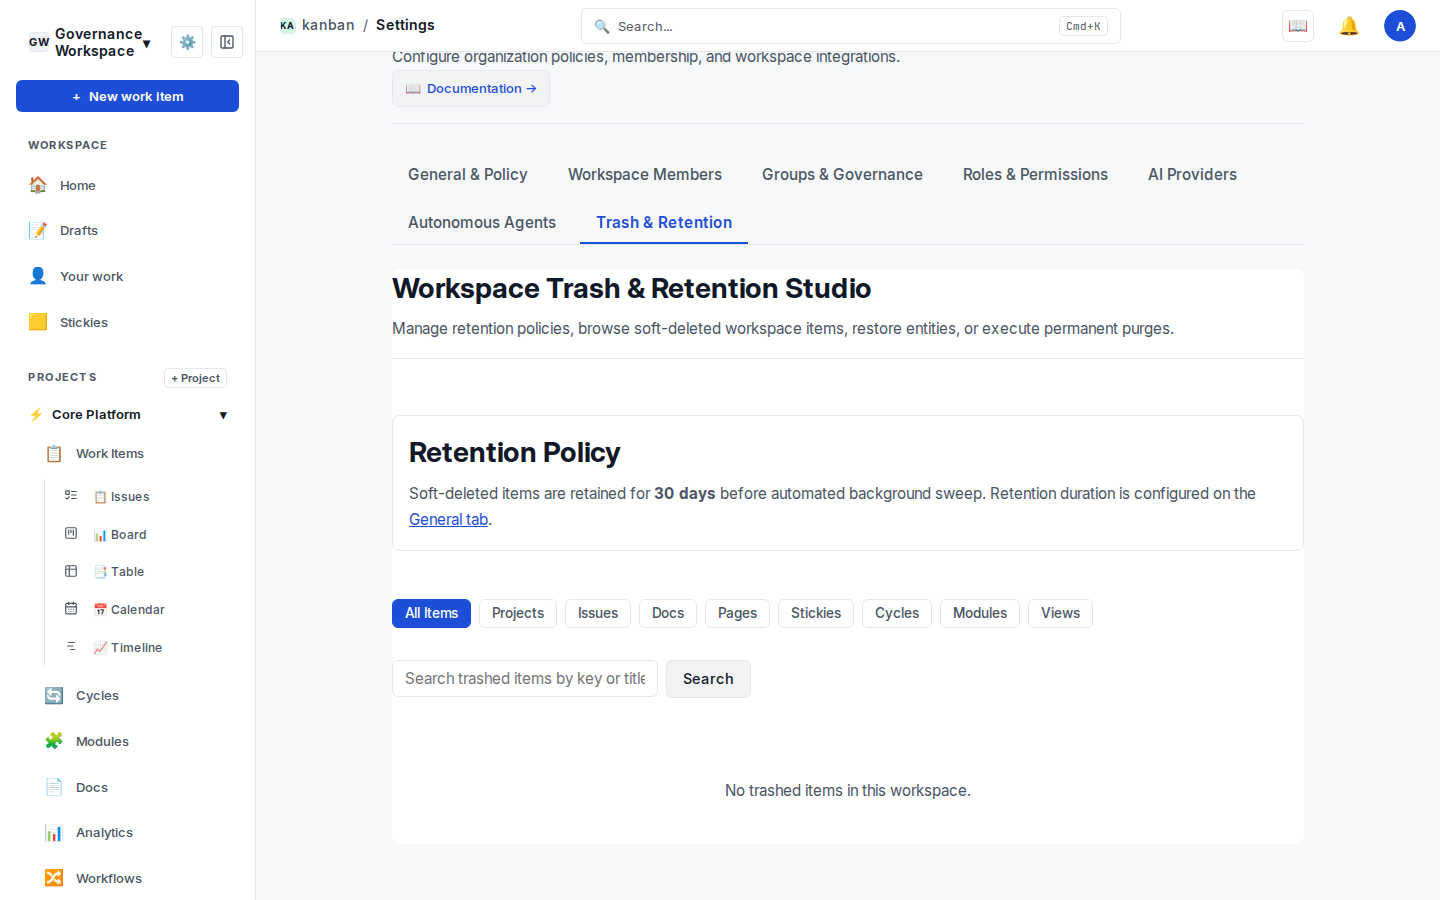 GW Governance Workspace ▾
+ New work item
WORKSPACE
Home
Drafts
Your work
Stickies
PROJECTS + Project
Core Platform ▾
Work Items
Issues
Board
Table
Calendar
Timeline
Cycles
Modules
Docs
Analytics
Workflows
KA kanban / Settings
Search... Cmd+K
A
Configure organization policies, membership, and workspace integrations.
Documentation →
General & Policy Workspace Members Groups & Governance Roles & Permissions AI Providers
Autonomous Agents Trash & Retention
Workspace Trash & Retention Studio
Manage retention policies, browse soft-deleted workspace items, restore entities, or execute permanent purges.
Retention Policy
Soft-deleted items are retained for 30 days before automated background sweep. Retention duration is configured on the
General tab.
All Items Projects Issues Docs Pages Stickies Cycles Modules Views
Search trashed items by key or title Search
No trashed items in this workspace.